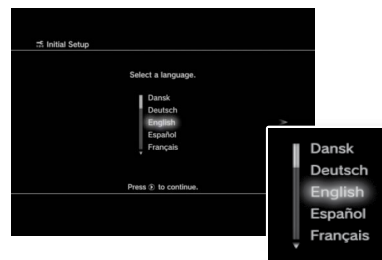 Initial Setup
Select a language.
Dansk
Deutsch
English
Español
Français
Press to continue.
Dansk
Deutsch
English
Español
Français